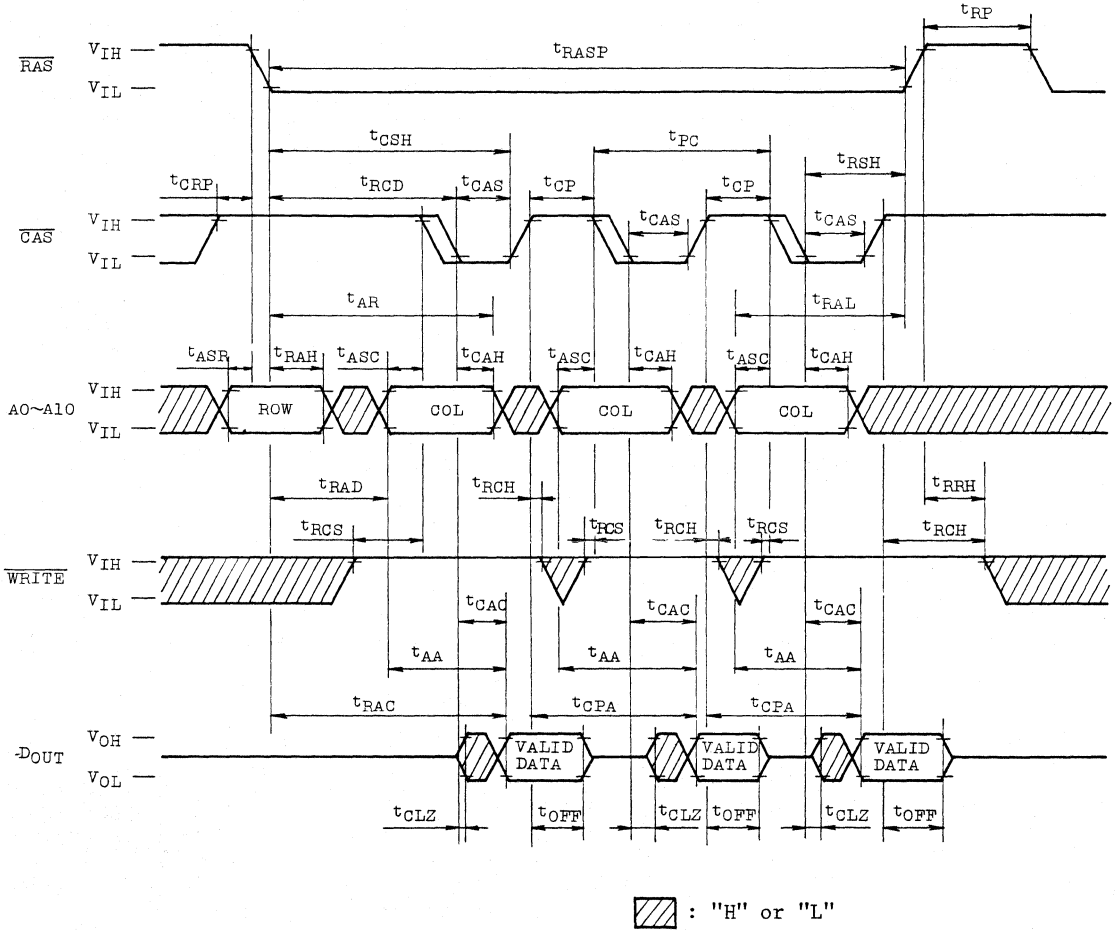 tRP
VIH
RAS
tRASP
VIL
tCSH
tPC
tRSH
tCRP
tRCD
tCAS
tCP
tCP
VIH
CAS
tCAS
tCAS
VIL
tAR
tRAL
tASR
tRAH
tASC
tCAH
tASC
tCAH
tASC
tCAH
VIH
A0~A10
ROW
COL
COL
COL
VIL
tRAD
tRCH
tRRH
tRCS
tRCS
tRCH
tRCS
tRCH
VIH
WRITE
VIL
tCAC
tCAC
tCAC
tAA
tAA
tAA
tRAC
tCPA
tCPA
VOH
DOUT
VALID DATA
VALID DATA
VALID DATA
VOL
tCLZ
tOFF
tCLZ
tOFF
tCLZ
tOFF
: "H" or "L"